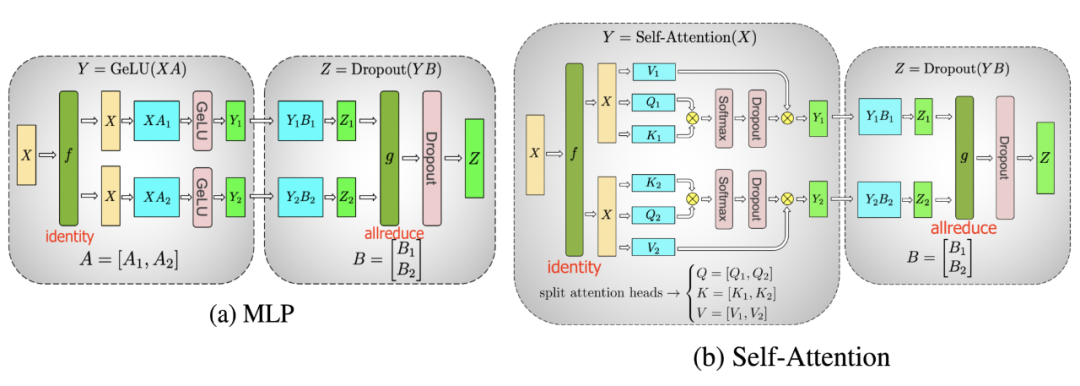 Y = GeLU(XA)
X
f
identity
X
XA₁
GeLU
Y₁
X
XA₂
GeLU
Y₂
A = [A₁, A₂]
Z = Dropout(YB)
Y₁B₁
Z₁
Y₂B₂
Z₂
g
allreduce
Dropout
Z
B = [B₁
B₂]
(a) MLP
Y = Self-Attention(X)
X
f
identity
X
V₁
Q₁
K₁
Softmax
Dropout
Y₁
X
K₂
Q₂
V₂
Softmax
Dropout
Y₂
split attention heads → { Q = [Q₁, Q₂]
K = [K₁, K₂]
V = [V₁, V₂]
Z = Dropout(YB)
Y₁B₁
Z₁
Y₂B₂
Z₂
g
allreduce
Dropout
Z
B = [B₁
B₂]
(b) Self-Attention